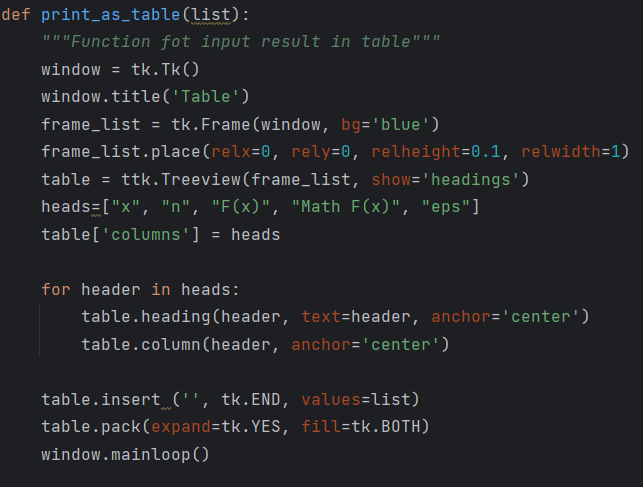 def print_as_table(list):
    """Function fot input result in table"""
    window = tk.Tk()
    window.title('Table')
    frame_list = tk.Frame(window, bg='blue')
    frame_list.place(relx=0, rely=0, relheight=0.1, relwidth=1)
    table = ttk.Treeview(frame_list, show='headings')
    heads=["x", "n", "F(x)", "Math F(x)", "eps"]
    table['columns'] = heads

    for header in heads:
        table.heading(header, text=header, anchor='center')
        table.column(header, anchor='center')

    table.insert ('', tk.END, values=list)
    table.pack(expand=tk.YES, fill=tk.BOTH)
    window.mainloop()